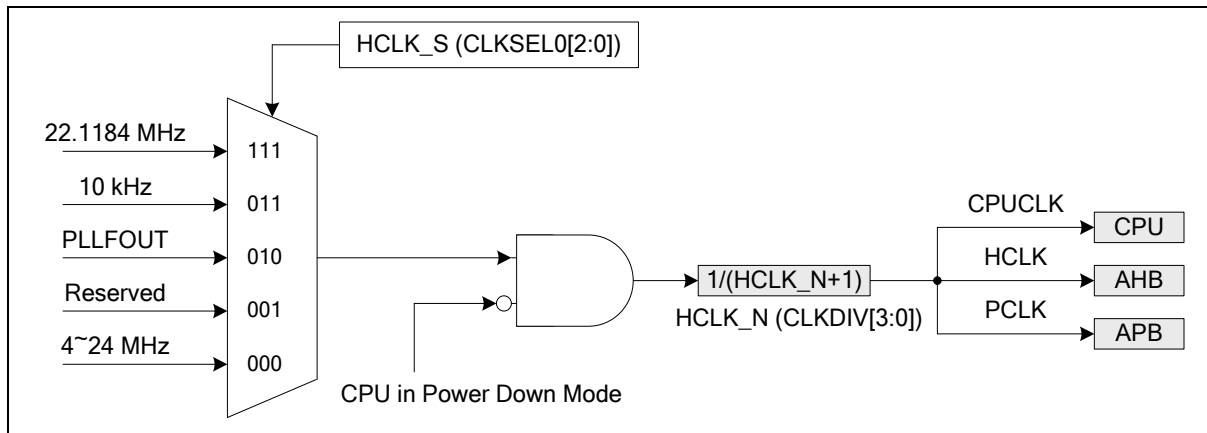 HCLK_S (CLKSEL0[2:0])
22.1184 MHz
111
10 kHz
011
PLLFOUT
010
Reserved
001
4~24 MHz
000
CPU in Power Down Mode
1/(HCLK_N+1)
HCLK_N (CLKDIV[3:0])
CPUCLK
CPU
HCLK
AHB
PCLK
APB